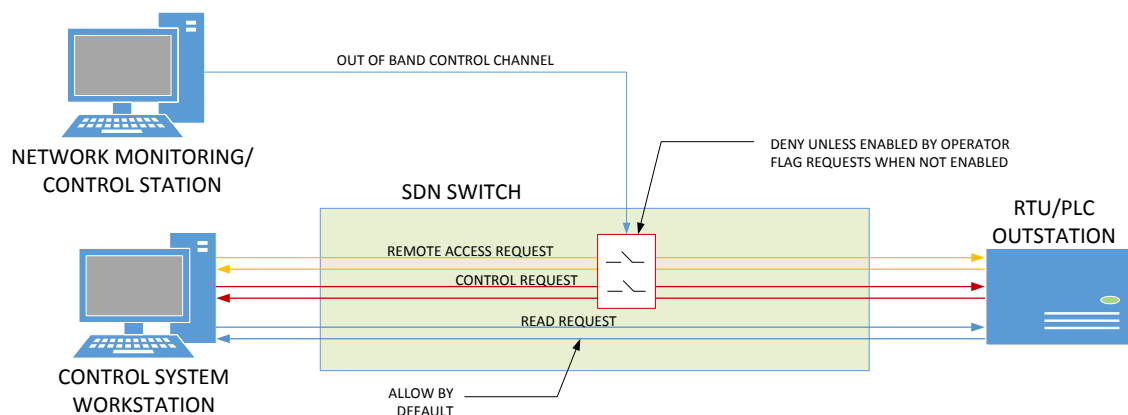 OUT OF BAND CONTROL CHANNEL
NETWORK MONITORING/
CONTROL STATION
DENY UNLESS ENABLED BY OPERATOR
FLAG REQUESTS WHEN NOT ENABLED
SDN SWITCH
RTU/PLC
OUTSTATION
REMOTE ACCESS REQUEST
CONTROL REQUEST
READ REQUEST
CONTROL SYSTEM
WORKSTATION
ALLOW BY
DEFAULT